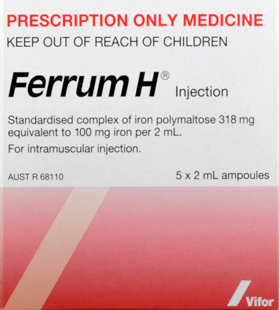 PRESCRIPTION ONLY MEDICINE
KEEP OUT OF REACH OF CHILDREN
Ferrum H® Injection
Standardised complex of iron polymaltose 318 mg
equivalent to 100 mg iron per 2 mL.
For intramuscular injection.
AUST R 68110 5 x 2 mL ampoules
Vifor